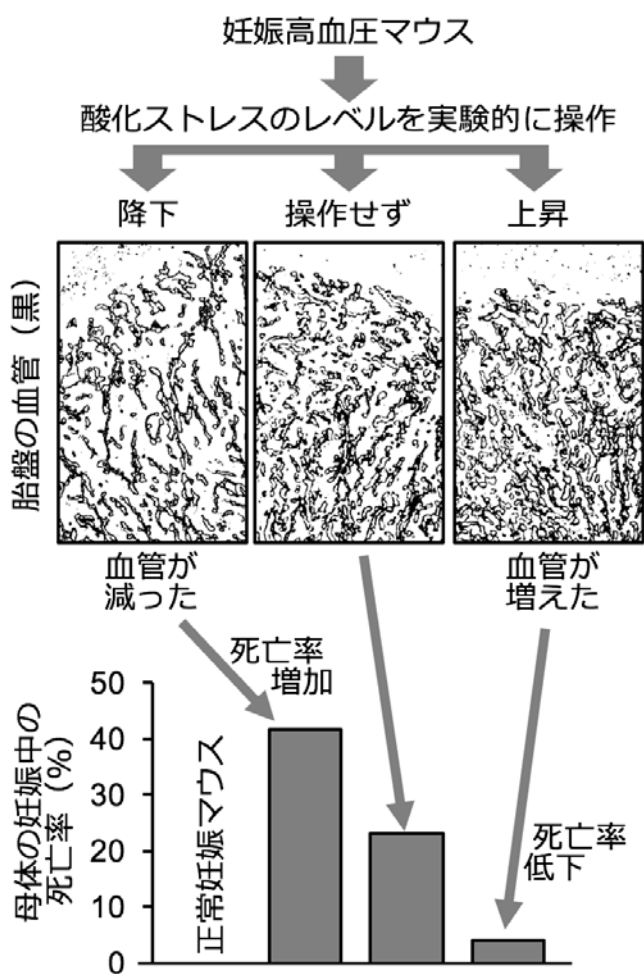 妊娠高血圧マウス
酸化ストレスのレベルを実験的に操作
降下
操作せず
上昇
胎盤の血管（黒）
血管が
減った
血管が
増えた
死亡率
増加
死亡率
低下
母体の妊娠中の
死亡率（%）
50
40
30
20
10
0
正常妊娠マウス